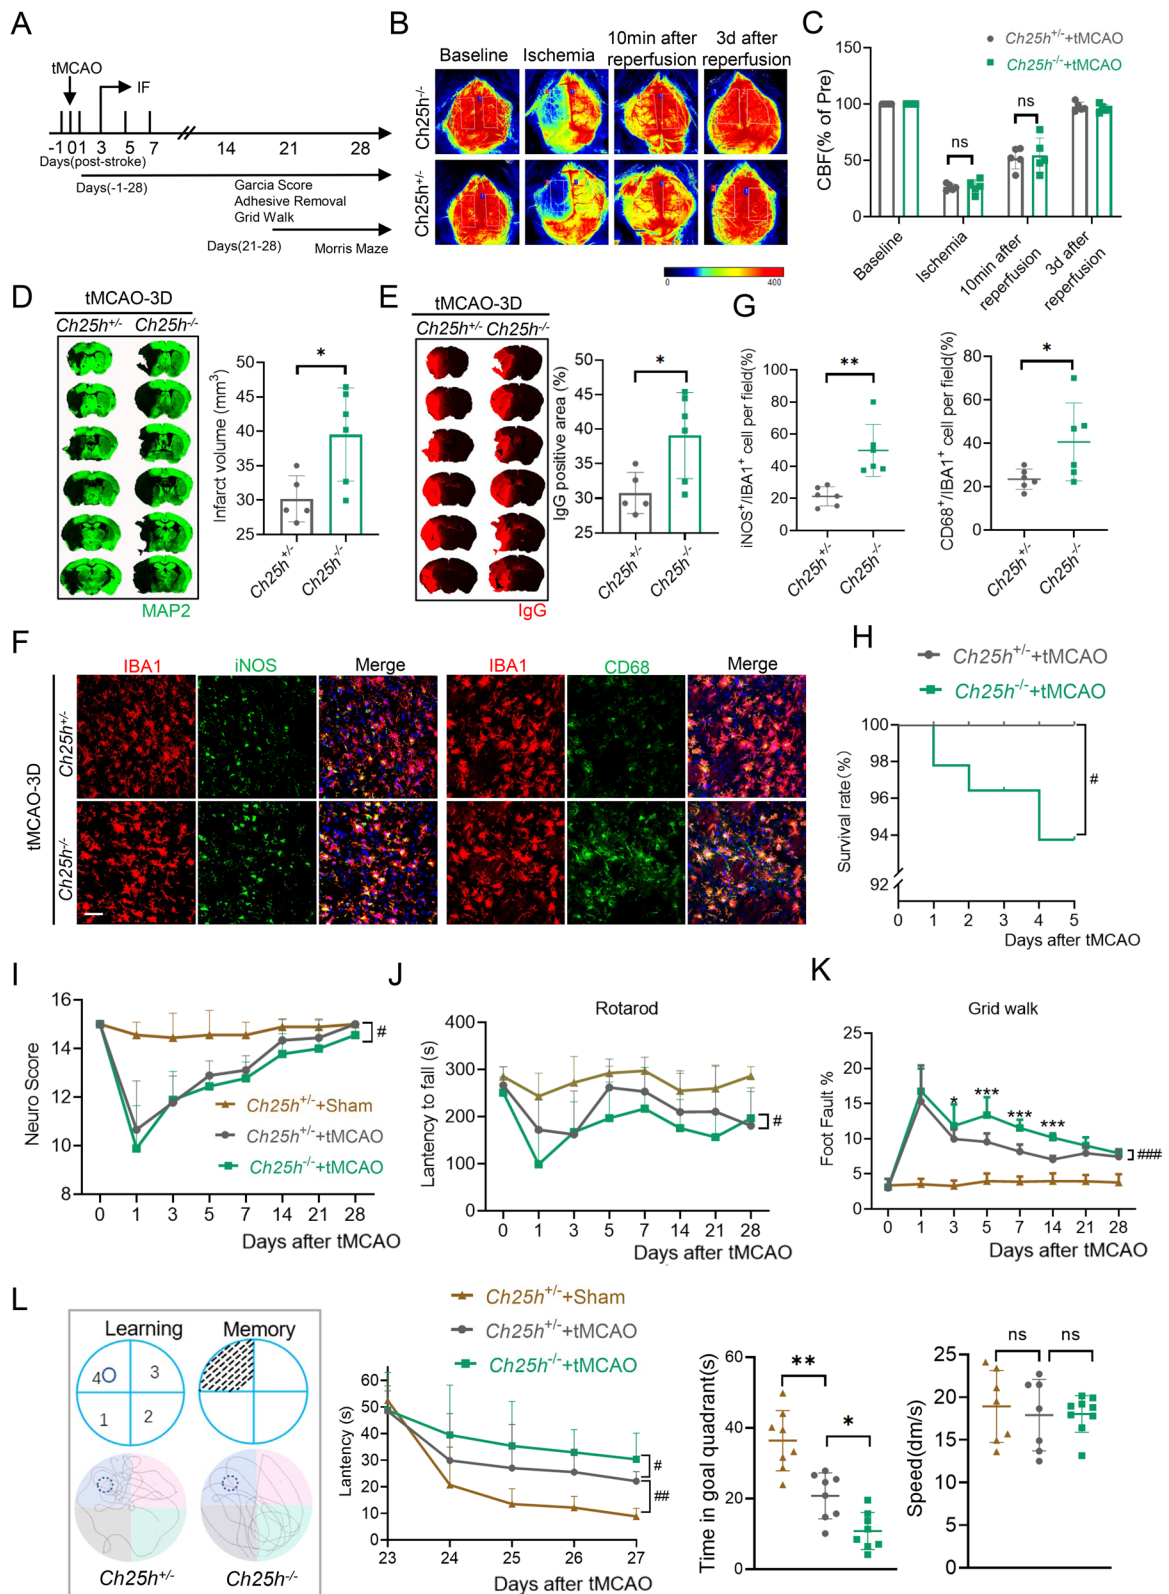 A
tMCAO
IF
-1 0 1 3 5 7 14 21 28
Days(post-stroke)
Days(-1-28)
Garcia Score
Adhesive Removal
Grid Walk
Days(21-28)
Morris Maze
B
Baseline
Ischemia
10min after
reperfusion
3d after
reperfusion
Ch25h-/-
Ch25h+/-
0 400
C
Ch25h+/-+tMCAO
Ch25h-/-+tMCAO
CBF(% of Pre)
150
100
50
0
ns
ns
Baseline
Ischemia
10min after
reperfusion
3d after
reperfusion
D
tMCAO-3D
Ch25h+/- Ch25h-/-
MAP2
Infarct volume (mm3)
50
45
40
35
30
25
*
Ch25h+/-
Ch25h-/-
E
tMCAO-3D
Ch25h+/- Ch25h-/-
IgG
IgG positive area (%)
50
45
40
35
30
25
*
Ch25h+/-
Ch25h-/-
G
iNOS+/IBA1+ cell per field(%)
100
80
60
40
20
0
**
Ch25h+/-
Ch25h-/-
CD68+/IBA1+ cell per field(%)
80
60
40
20
0
*
Ch25h+/-
Ch25h-/-
F
IBA1 iNOS Merge IBA1 CD68 Merge
tMCAO-3D
Ch25h+/-
Ch25h-/-
H
Ch25h+/-+tMCAO
Ch25h-/-+tMCAO
Survival rate(%)
100
98
96
94
92
#
0 1 2 3 4 5
Days after tMCAO
I
Neuro Score
16
14
12
10
8
#
Ch25h+/-+Sham
Ch25h+/-+tMCAO
Ch25h-/-+tMCAO
0 1 3 5 7 14 21 28
Days after tMCAO
J
Rotarod
Lantency to fall (s)
400
300
200
100
0
#
0 1 3 5 7 14 21 28
Days after tMCAO
K
Grid walk
Foot Fault %
25
20
15
10
5
0
* *** *** ***
###
0 1 3 5 7 14 21 28
Days after tMCAO
L
Learning Memory
4 3
1 2
Ch25h+/- Ch25h-/-
Ch25h+/-+Sham
Ch25h+/-+tMCAO
Ch25h-/-+tMCAO
Lantency (s)
60
50
40
30
20
10
0
#
##
23 24 25 26 27
Days after tMCAO
Time in goal quadrant(s)
60
40
20
0
**
*
Speed(dm/s)
25
20
15
10
5
0
ns ns